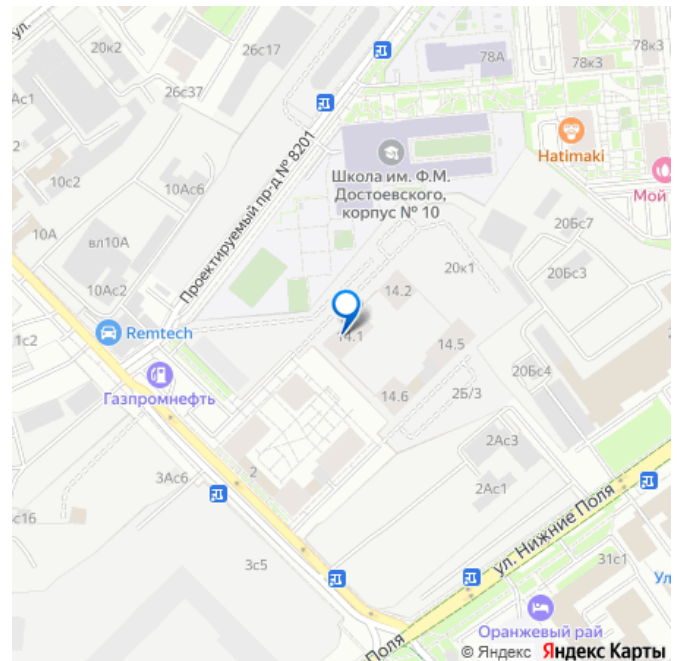 ул.
20к2
26с17
78А
78к3
78к3
Ас1
26с37
Проектируемый пр-д № 8201
Hatimaki
Школа им. Ф.М.
Достоевского,
корпус № 10
Мой
10с2
10Ас6
10А
вл10А
20Бс7
10Ас2
20к1
20Бс3
14.2
1с2
Remtech
14.1
14.5
Газпромнефть
14.6
2Б/3
20Бс4
2Ас3
2
3Ас6
2Ас1
с16
ул. Нижние Поля
3с5
31с1
Ул
Оранжевый рай
Поля
© Яндекс Яндекс Карты